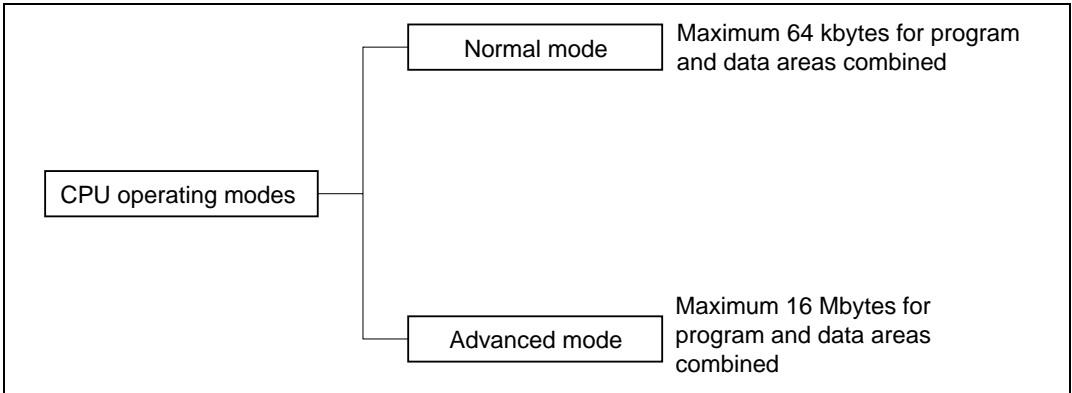 Normal mode
Maximum 64 kbytes for program
and data areas combined
CPU operating modes
Advanced mode
Maximum 16 Mbytes for
program and data areas
combined